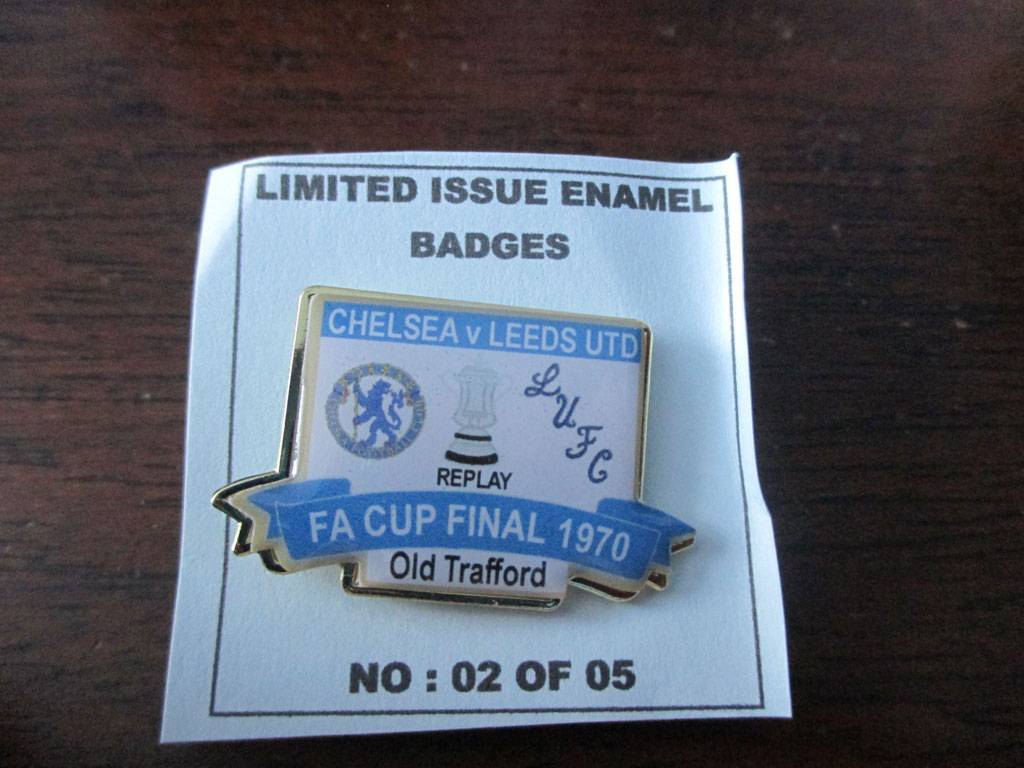 LIMITED ISSUE ENAMEL
BADGES
CHELSEA v LEEDS UTD
LUFC
REPLAY
FA CUP FINAL 1970
Old Trafford
NO : 02 OF 05